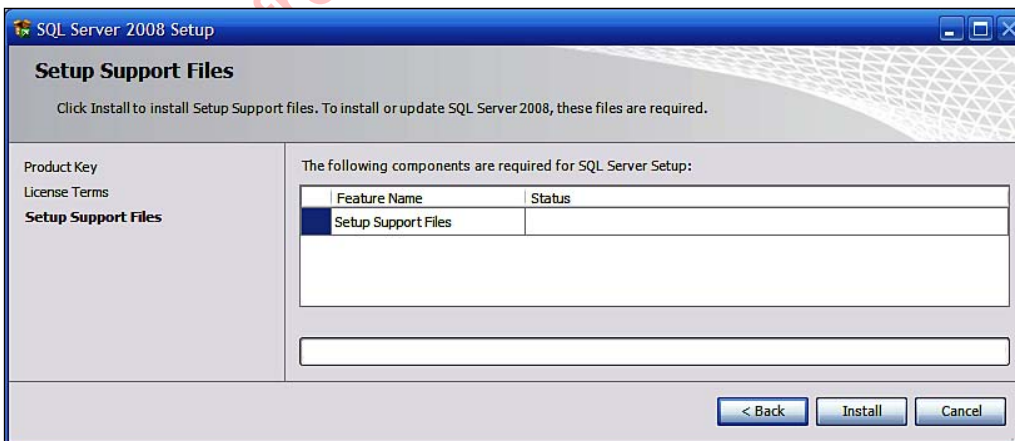 SQL Server 2008 Setup
Setup Support Files
Click Install to install Setup Support files. To install or update SQL Server 2008, these files are required.
Product Key
License Terms
Setup Support Files
The following components are required for SQL Server Setup:
Feature Name Status
Setup Support Files
< Back Install Cancel